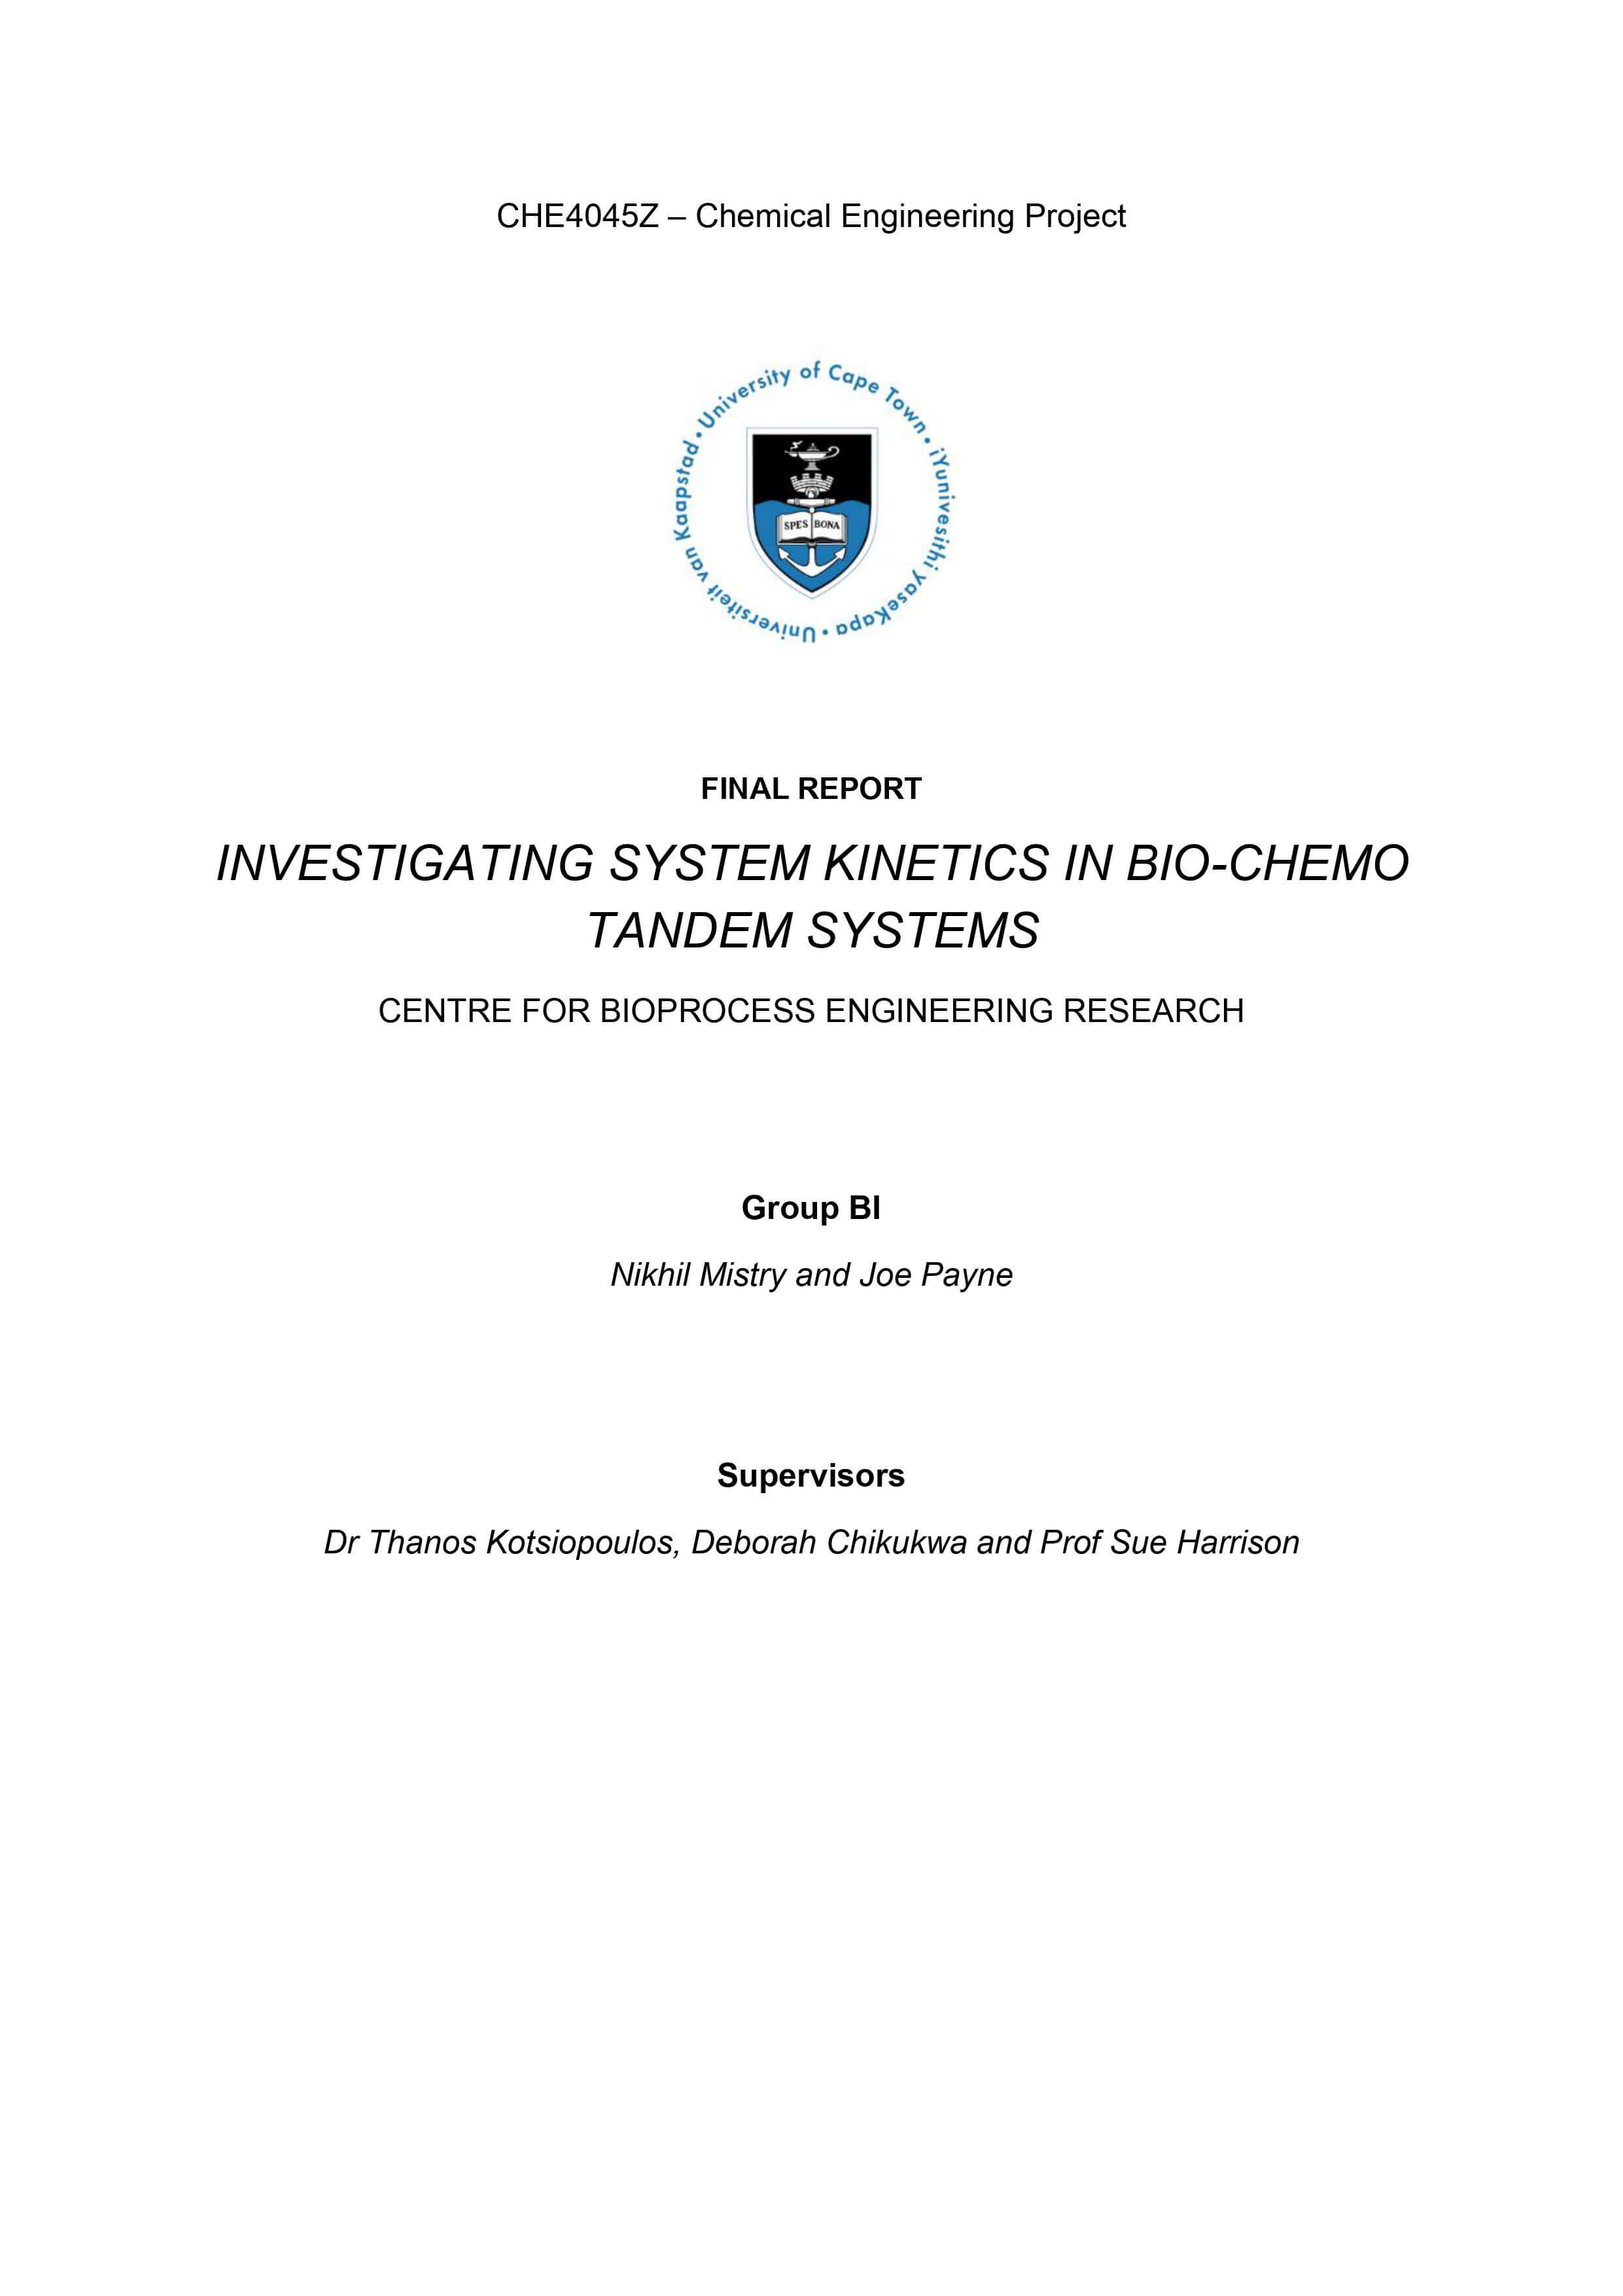 CHE4045Z – Chemical Engineering Project
University of Cape Town • iYunivesithi yaseKapa • Universiteit van Kaapstad •
SPES BONA
FINAL REPORT
INVESTIGATING SYSTEM KINETICS IN BIO-CHEMO
TANDEM SYSTEMS
CENTRE FOR BIOPROCESS ENGINEERING RESEARCH
Group BI
Nikhil Mistry and Joe Payne
Supervisors
Dr Thanos Kotsiopoulos, Deborah Chikukwa and Prof Sue Harrison